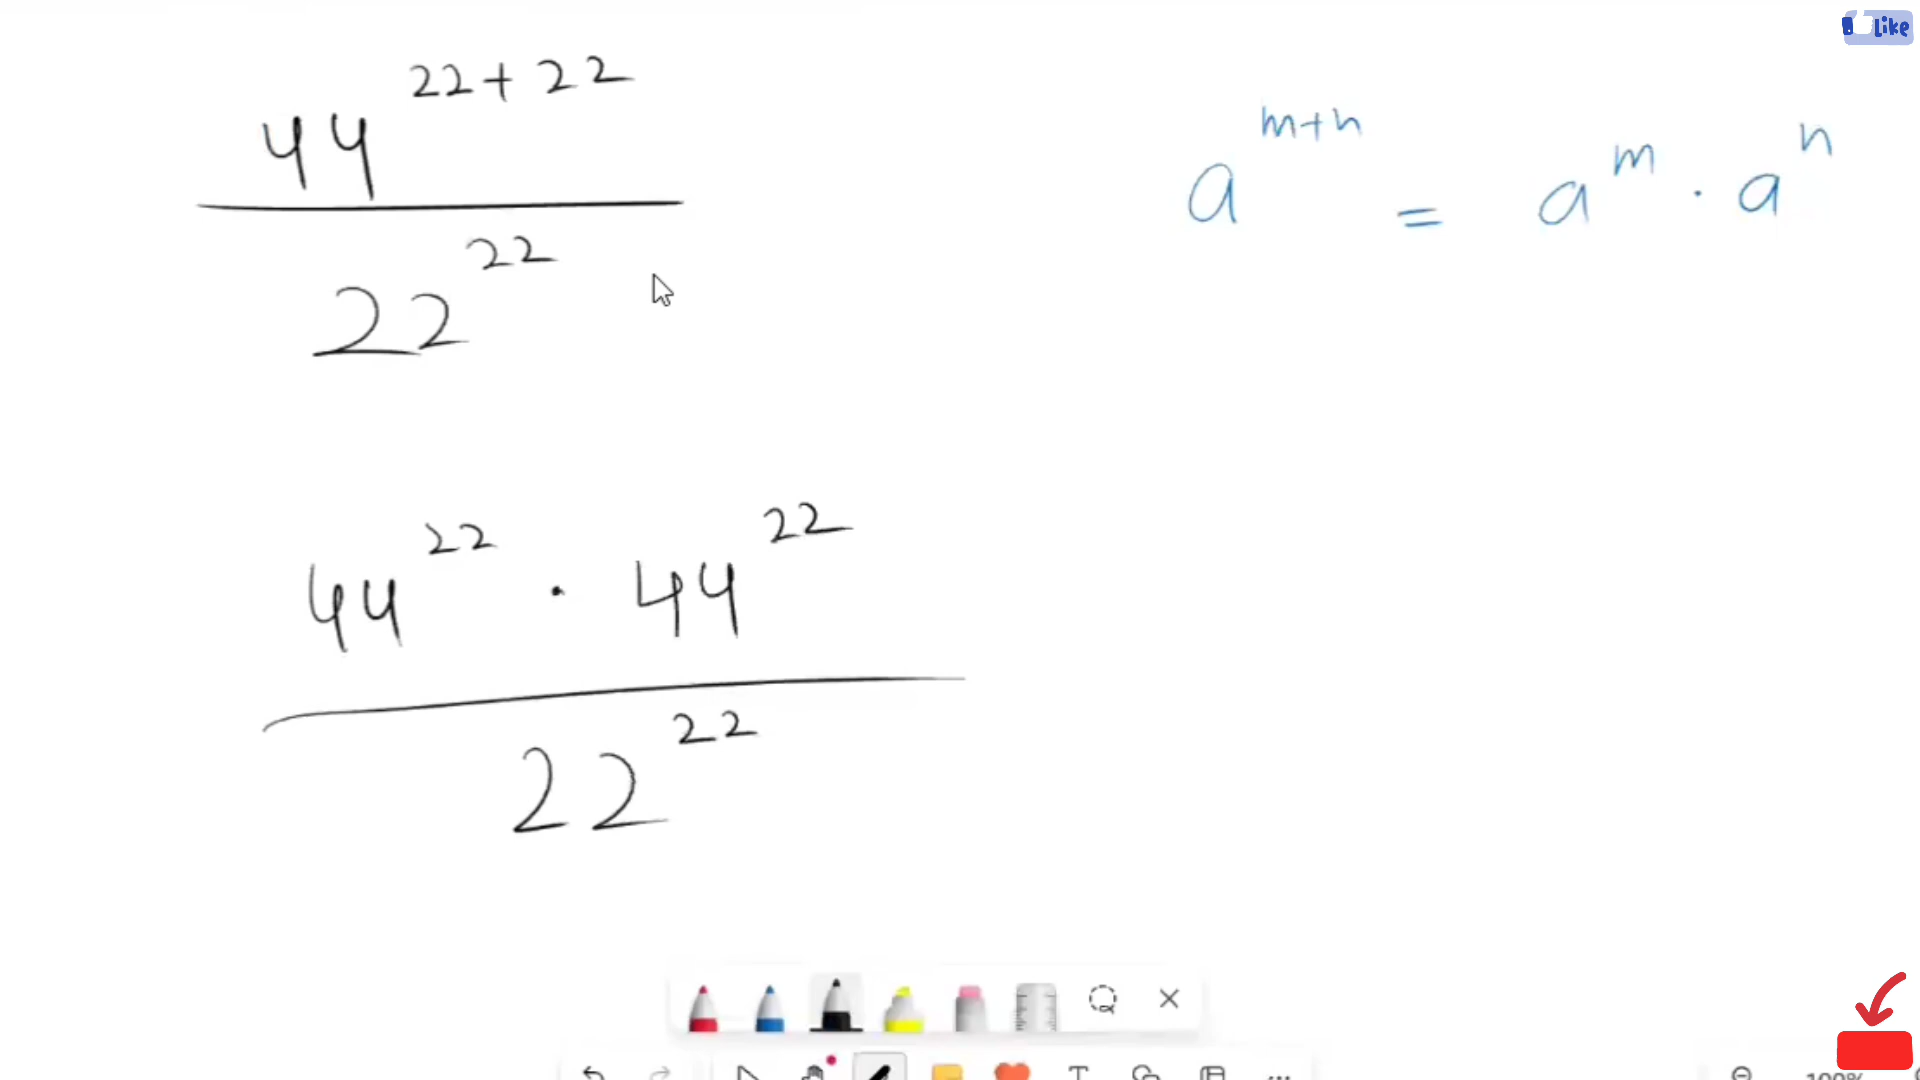 44^{22+22}
22^{22}
a^{m+n} = a^m · a^n
44^{22} · 44^{22}
22^{22}
Like